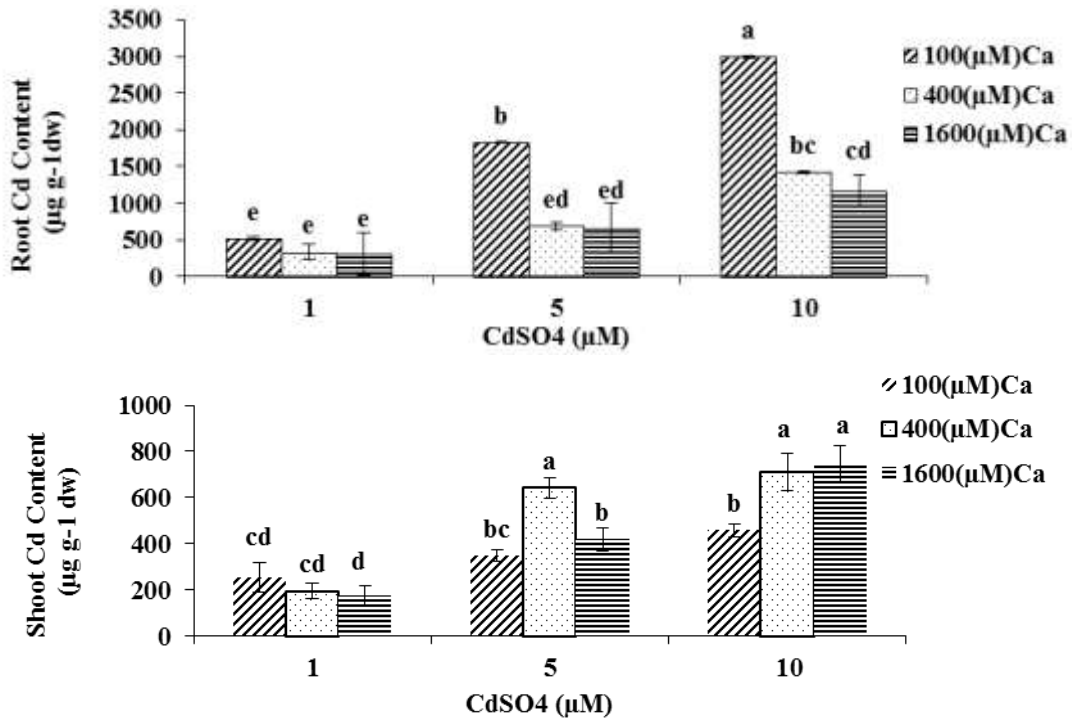 Root Cd Content
(µg g-1dw)
3500
3000
2500
2000
1500
1000
500
0
e
e
e
b
ed
ed
a
bc
cd
1
5
10
CdSO4 (µM)
100(µM)Ca
400(µM)Ca
1600(µM)Ca
Shoot Cd Content
(µg g-1 dw)
1000
800
600
400
200
0
cd
cd
d
bc
a
b
b
a
a
1
5
10
CdSO4 (µM)
100(µM)Ca
400(µM)Ca
1600(µM)Ca